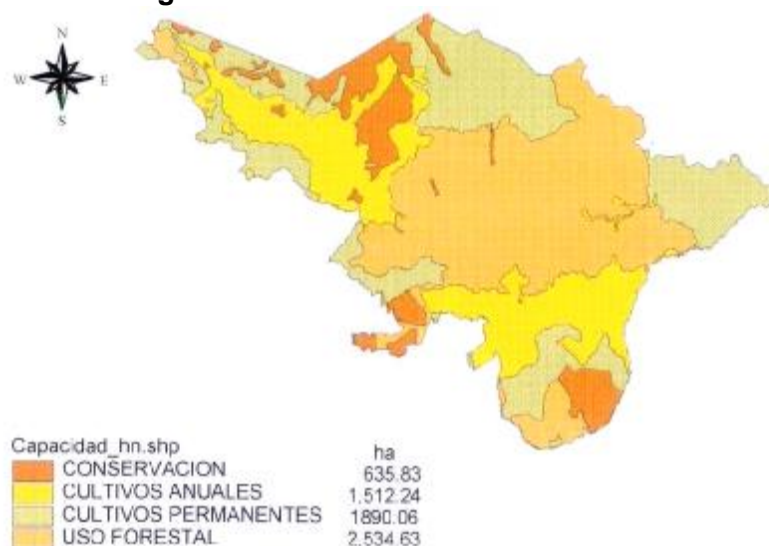 N
W E
S
Capacidad_hn.shp ha
CONSERVACION 635.83
CULTIVOS ANUALES 1,512.24
CULTIVOS PERMANENTES 1890.06
USO FORESTAL 2,534.63